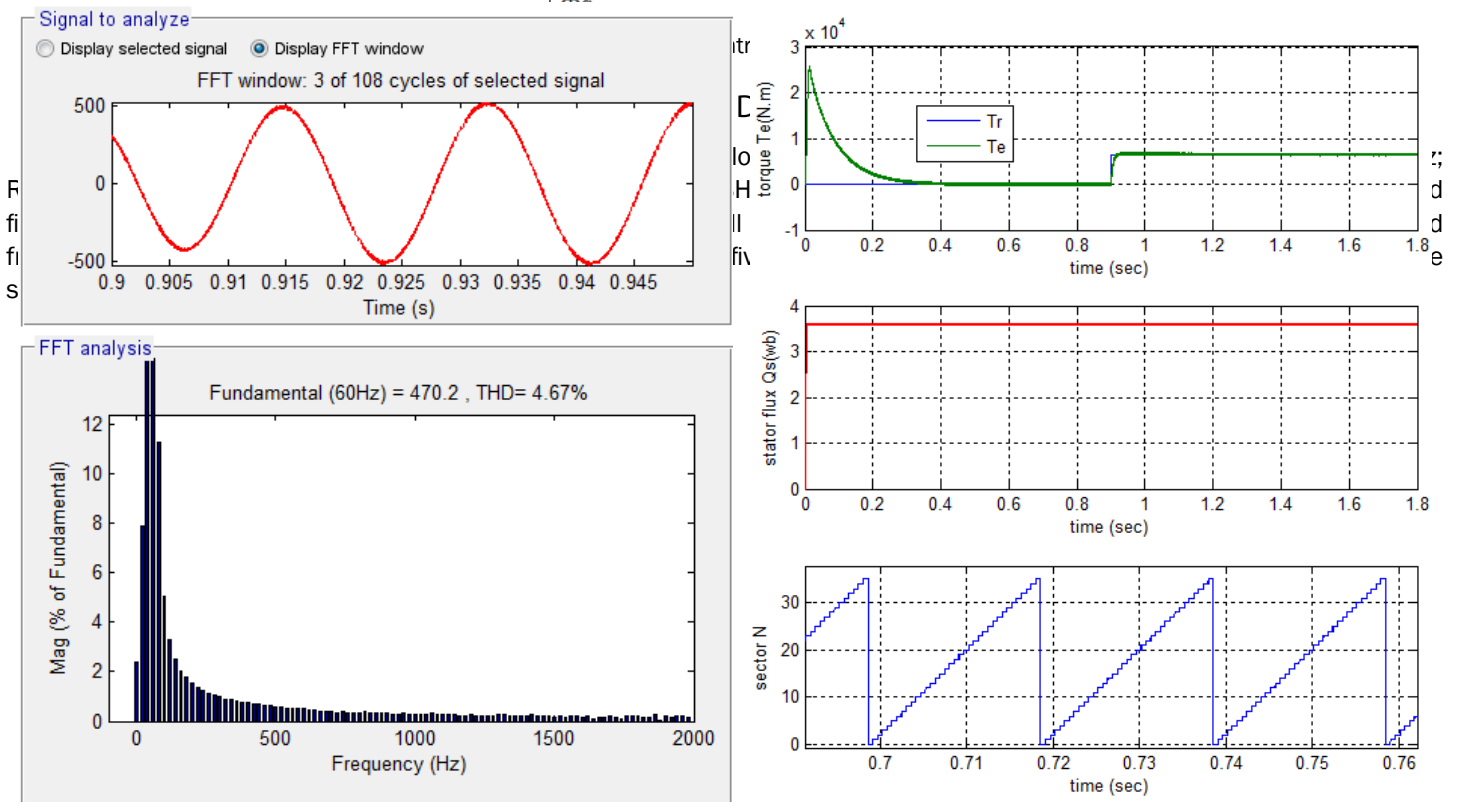 Signal to analyze
Display selected signal Display FFT window
FFT window: 3 of 108 cycles of selected signal
500
0
-500
0.9 0.905 0.91 0.915 0.92 0.925 0.93 0.935 0.94 0.945
Time (s)
FFT analysis
Fundamental (60Hz) = 470.2 , THD= 4.67%
Mag (% of Fundamental)
12
10
8
6
4
2
0
0 500 1000 1500 2000
Frequency (Hz)
x 10^4
torque Te(N.m)
3
2
1
0
-1
Tr
Te
0 0.2 0.4 0.6 0.8 1 1.2 1.4 1.6 1.8
time (sec)
stator flux Qs(wb)
4
3
2
1
0
0 0.2 0.4 0.6 0.8 1 1.2 1.4 1.6 1.8
time (sec)
sector N
30
20
10
0
0.7 0.71 0.72 0.73 0.74 0.75 0.76
time (sec)